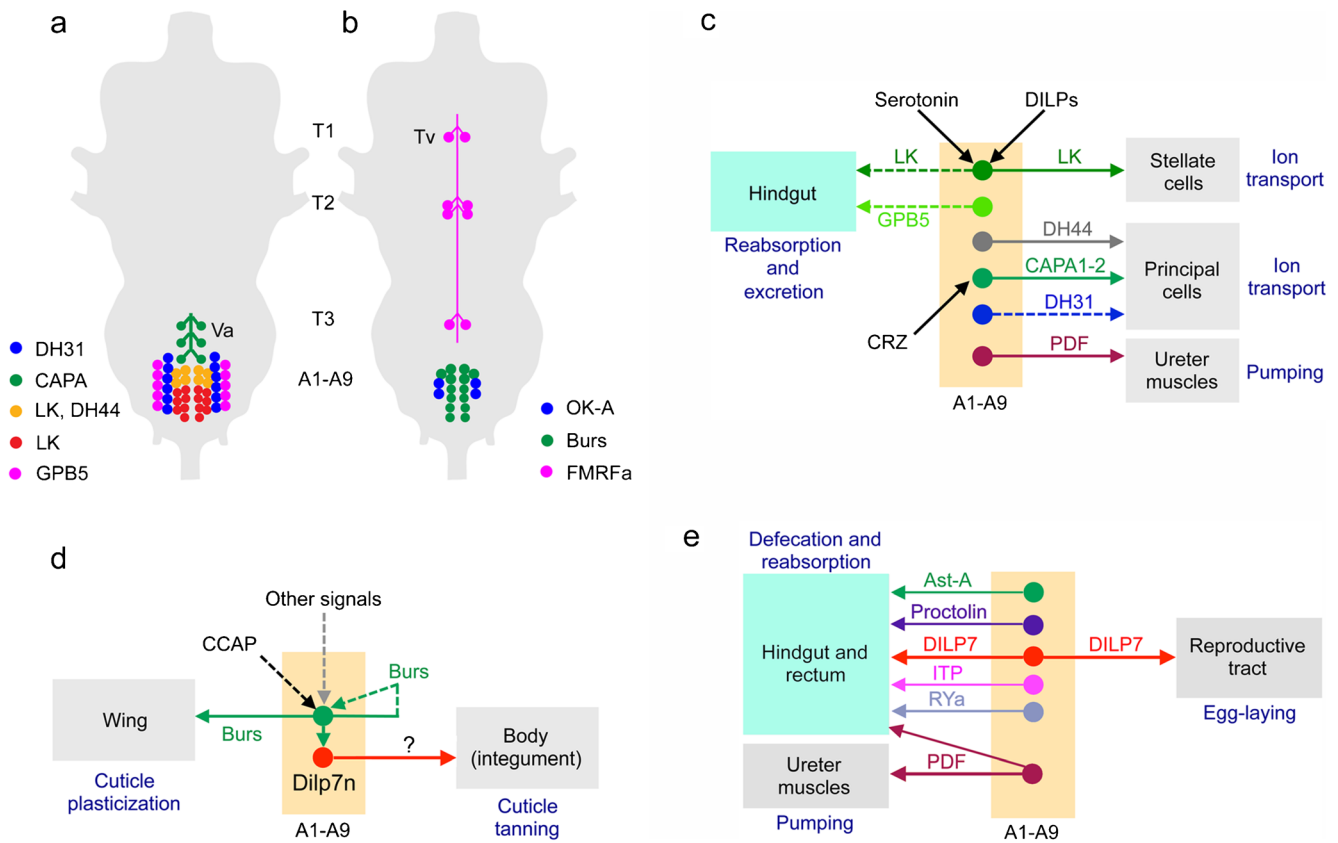 a
b
T1
Tv
T2
T3
Va
A1-A9
DH31
CAPA
LK, DH44
LK
GPB5
OK-A
Burs
FMRFa
c
Serotonin
DILPs
LK
LK
Hindgut
Stellate
cells
Ion
transport
GPB5
Reabsorption
and
excretion
DH44
CAPA1-2
DH31
Principal
cells
Ion
transport
CRZ
PDF
Ureter
muscles
Pumping
A1-A9
d
Other signals
CCAP
Burs
Wing
Burs
?
Body
(integument)
Dilp7n
Cuticle
plasticization
Cuticle
tanning
A1-A9
e
Defecation and
reabsorption
Ast-A
Proctolin
DILP7
DILP7
Hindgut and
rectum
ITP
RYa
Reproductive
tract
Egg-laying
PDF
Ureter
muscles
Pumping
A1-A9